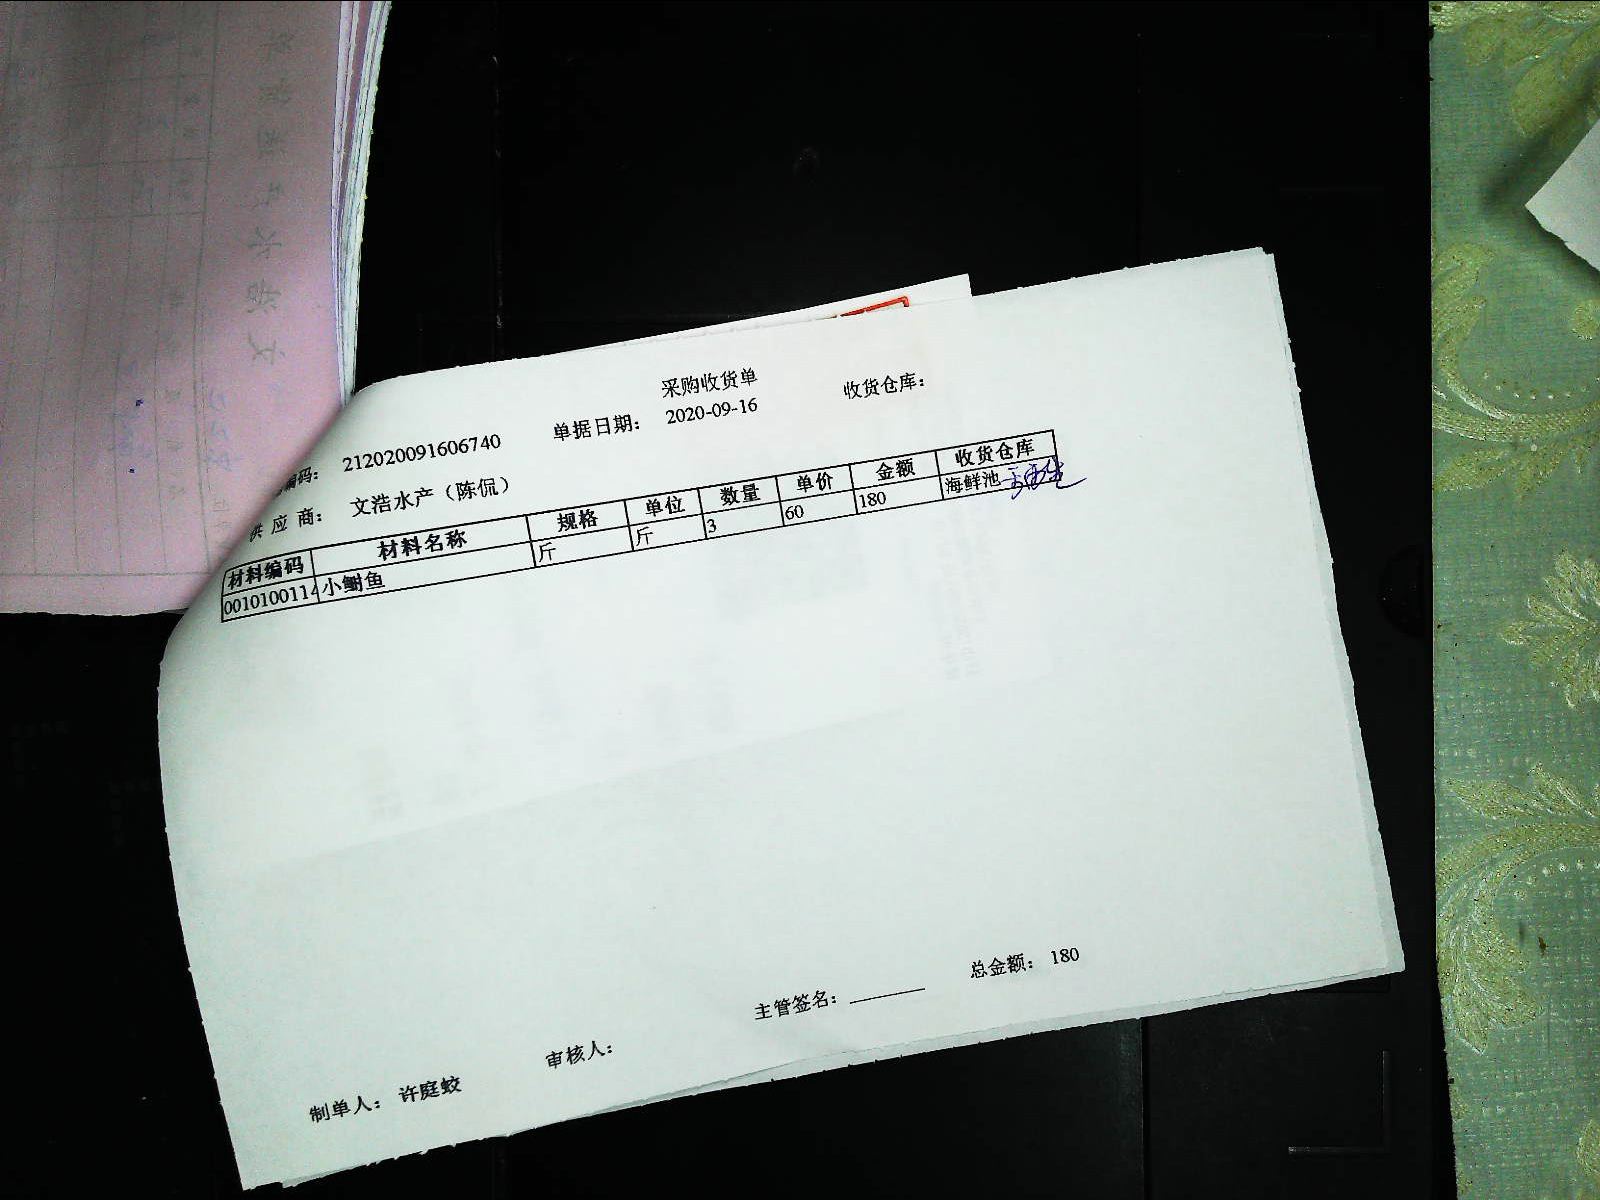 采购收货单
编码： 212020091606740 单据日期： 2020-09-16 收货仓库：
供 应 商： 文浩水产（陈侃）
材料编码 材料名称 规格 单位 数量 单价 金额 收货仓库
0010100114 小鲥鱼 斤 斤 3 60 180 海鲜池
主管签名： 总金额： 180
制单人： 许庭蛟 审核人：